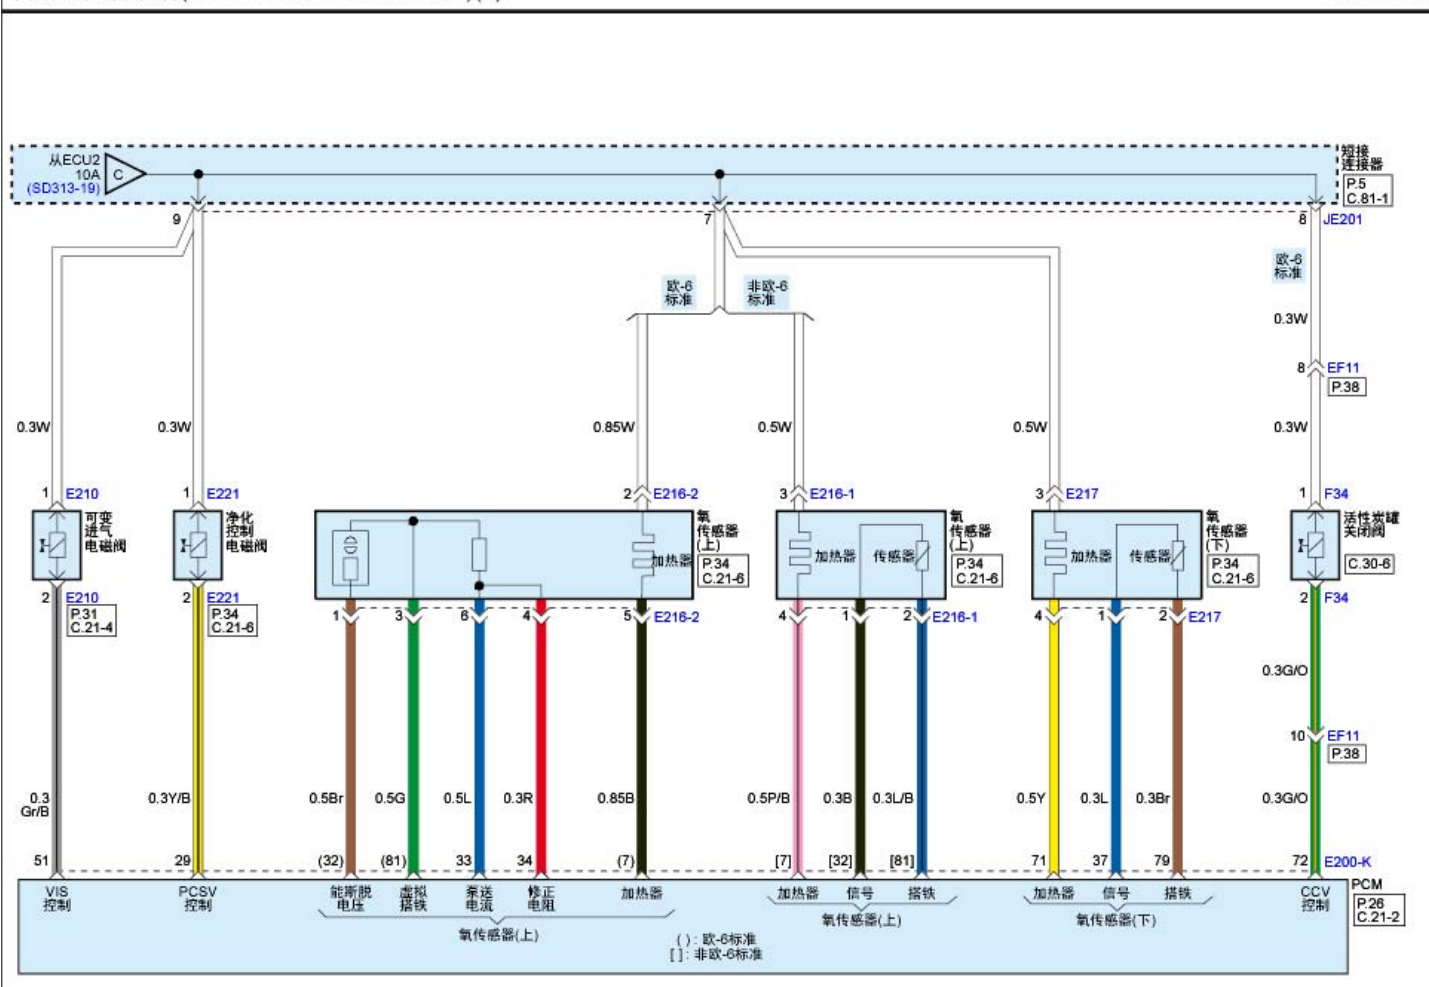 从ECU2
10A
(SD313-19)
C
短接
连接器
P.5
C.81-1
9
7
8
JE201
欧-6
标准
非欧-6
标准
欧-6
标准
0.3W
8
EF11
P.38
0.3W
0.3W
0.85W
0.5W
0.5W
0.3W
1
E210
1
E221
2
E216-2
3
E216-1
3
E217
1
F34
可变
进气
电磁阀
净化
控制
电磁阀
加热器
氧
传感器
(上)
P.34
C.21-6
加热器
传感器
氧
传感器
(上)
P.34
C.21-6
加热器
传感器
氧
传感器
(下)
P.34
C.21-6
活性炭罐
关闭阀
C.30-6
2
E210
P.31
C.21-4
2
E221
P.34
C.21-6
1
3
6
4
5
E216-2
4
1
2
E216-1
4
1
2
E217
2
F34
0.3G/O
10
EF11
P.38
0.3
Gr/B
0.3Y/B
0.5Br
0.5G
0.5L
0.3R
0.85B
0.5P/B
0.3B
0.3L/B
0.5Y
0.3L
0.3Br
0.3G/O
51
29
(32)
(81)
33
34
(7)
[7]
[32]
[81]
71
37
79
72
E200-K
VIS
控制
PCSV
控制
能斯脱
电压
虚拟
搭铁
泵送
电流
修正
电阻
加热器
加热器
信号
搭铁
加热器
信号
搭铁
CCV
控制
PCM
P.26
C.21-2
氧传感器(上)
氧传感器(上)
氧传感器(下)
( ) : 欧-6标准
[ ] : 非欧-6标准